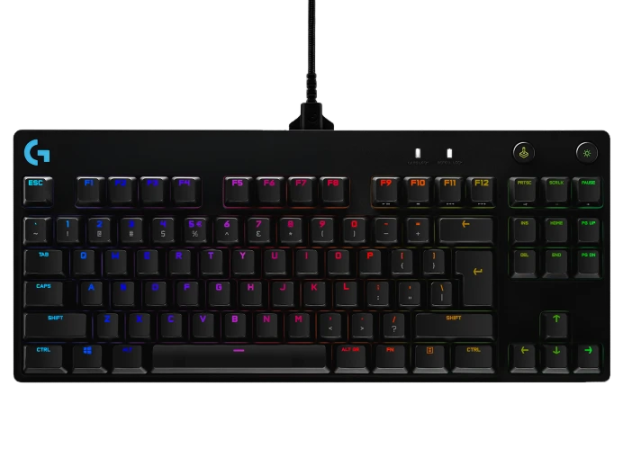 G
ESC F1 F2 F3 F4 F5 F6 F7 F8 F9 F10 F11 F12 PRTSC SCRLK PAUSE
1 2 3 4 5 6 7 8 9 0 - = ← INS HOME PG UP
TAB Q W E R T Y U I O P [ ] DEL END PG DN
CAPS A S D F G H J K L ; \
SHIFT Z X C V B N M , . / ? SHIFT ↑
CTRL ALT GR FN CTRL ← ↓ →